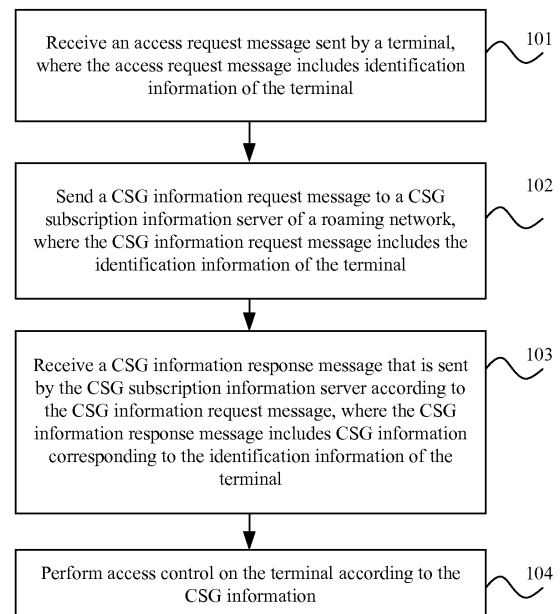 Receive an access request message sent by a terminal,
where the access request message includes identification
information of the terminal
101
Send a CSG information request message to a CSG
subscription information server of a roaming network,
where the CSG information request message includes the
identification information of the terminal
102
Receive a CSG information response message that is sent
by the CSG subscription information server according to
the CSG information request message, where the CSG
information response message includes CSG information
corresponding to the identification information of the
terminal
103
Perform access control on the terminal according to the
CSG information
104